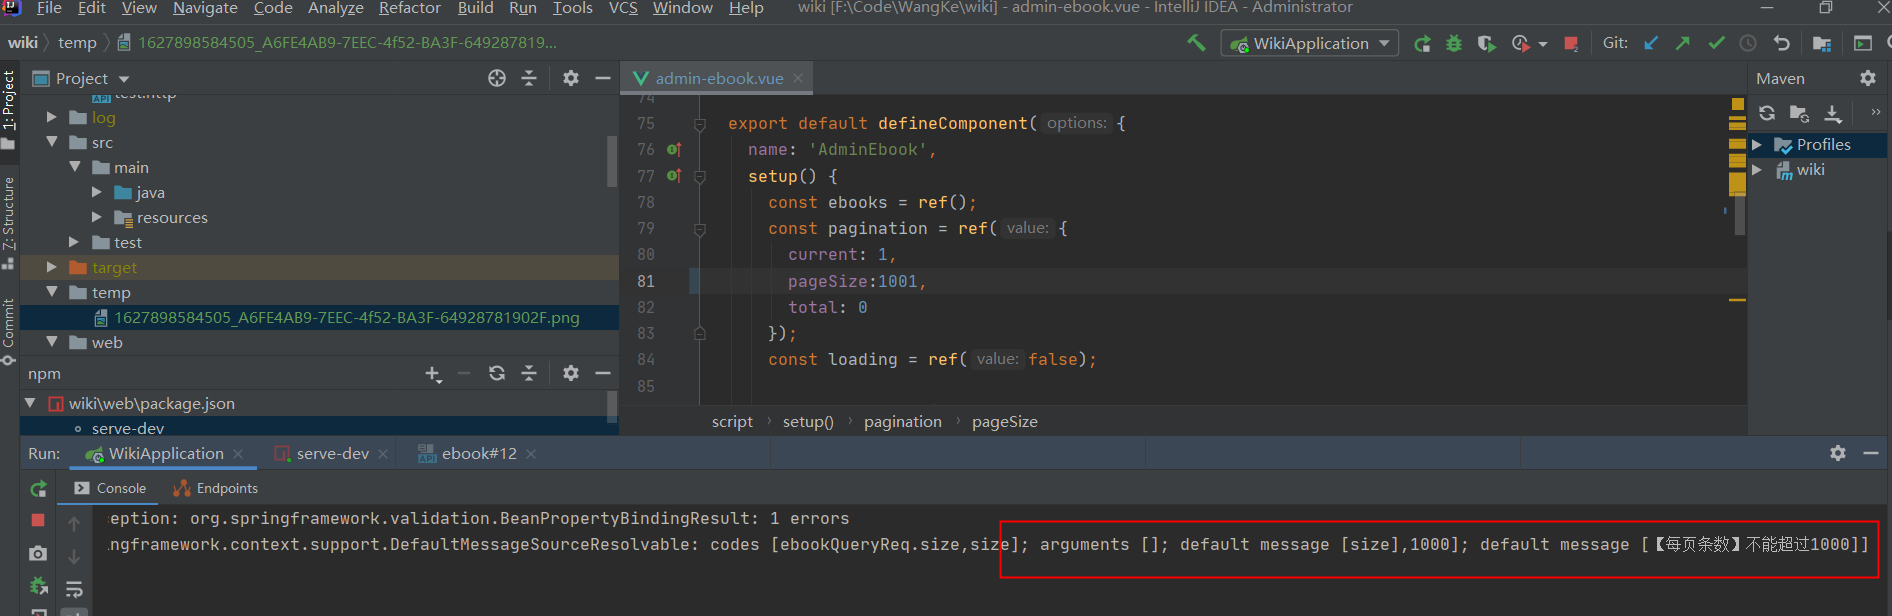 File Edit View Navigate Code Analyze Refactor Build Run Tools VCS Window Help wiki [F:\Code\WangKe\wiki] - admin-ebook.vue - IntelliJ IDEA - Administrator
wiki temp 1627898584505_A6FE4AB9-7EEC-4f52-BA3F-649287819... WikiApplication Git:
1: Project
Z: Structure
Commit
Project
test.http
log
src
main
java
resources
test
target
temp
1627898584505_A6FE4AB9-7EEC-4f52-BA3F-64928781902F.png
web
npm
wiki\web\package.json
serve-dev
admin-ebook.vue
74
75 export default defineComponent( options: {
76 name: 'AdminEbook',
77 setup() {
78 const ebooks = ref();
79 const pagination = ref( value: {
80 current: 1,
81 pageSize:1001,
82 total: 0
83 });
84 const loading = ref( value: false);
85
script › setup() › pagination › pageSize
Maven
Profiles
wiki
Run: WikiApplication serve-dev ebook#12
Console Endpoints
eption: org.springframework.validation.BeanPropertyBindingResult: 1 errors
ngframework.context.support.DefaultMessageSourceResolvable: codes [ebookQueryReq.size,size]; arguments []; default message [size],1000]; default message [【每页条数】不能超过1000]]